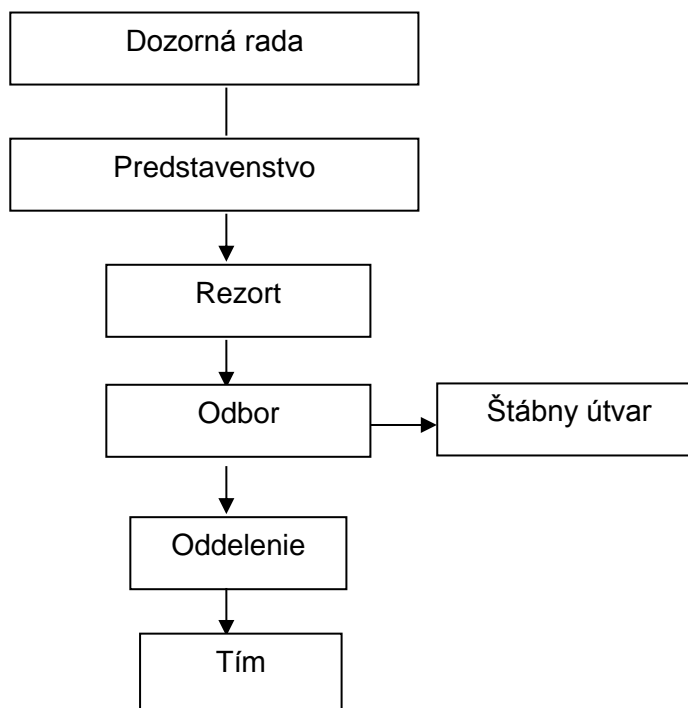 Dozorná rada
Predstavenstvo
Rezort
Odbor
Štábny útvar
Oddelenie
Tím